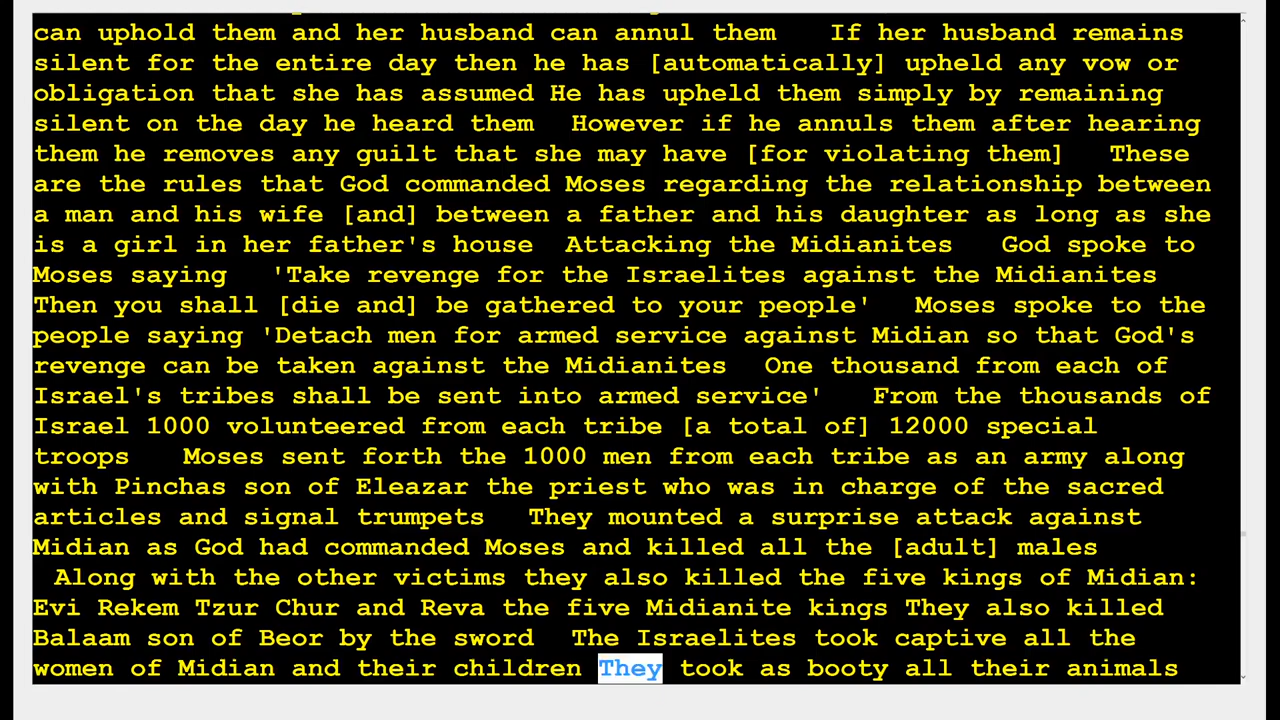 can uphold them and her husband can annul them   If her husband remains
silent for the entire day then he has [automatically] upheld any vow or
obligation that she has assumed He has upheld them simply by remaining
silent on the day he heard them   However if he annuls them after hearing
them he removes any guilt that she may have [for violating them]   These
are the rules that God commanded Moses regarding the relationship between
a man and his wife [and] between a father and his daughter as long as she
is a girl in her father's house  Attacking the Midianites   God spoke to
Moses saying   'Take revenge for the Israelites against the Midianites
Then you shall [die and] be gathered to your people'   Moses spoke to the
people saying 'Detach men for armed service against Midian so that God's
revenge can be taken against the Midianites   One thousand from each of
Israel's tribes shall be sent into armed service'   From the thousands of
Israel 1000 volunteered from each tribe [a total of] 12000 special
troops   Moses sent forth the 1000 men from each tribe as an army along
with Pinchas son of Eleazar the priest who was in charge of the sacred
articles and signal trumpets   They mounted a surprise attack against
Midian as God had commanded Moses and killed all the [adult] males
Along with the other victims they also killed the five kings of Midian:
Evi Rekem Tzur Chur and Reva the five Midianite kings They also killed
Balaam son of Beor by the sword   The Israelites took captive all the
women of Midian and their children They took as booty all their animals